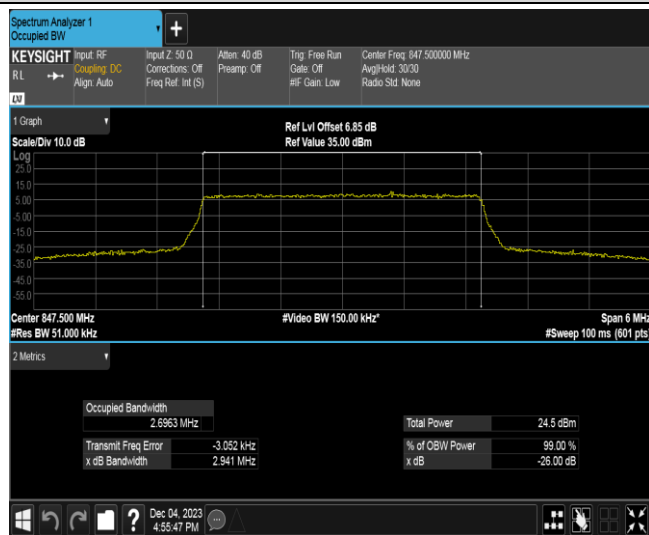 Spectrum Analyzer 1
Occupied BW
+
KEYSIGHT Input: RF Input Z: 50 Ω Atten: 40 dB Trig: Free Run Center Freq: 847.500000 MHz
RL Coupling: DC Corrections: Off Preamp: Off Gate: Off Avg|Hold: 30/30
Align: Auto Freq Ref: Int (S) #IF Gain: Low Radio Std: None
LXI
1 Graph
Ref Lvl Offset 6.85 dB
Scale/Div 10.0 dB Ref Value 35.00 dBm
Log
25.0
15.0
5.00
-5.00
-15.0
-25.0
-35.0
-45.0
-55.0
Center 847.500 MHz #Video BW 150.00 kHz* Span 6 MHz
#Res BW 51.000 kHz #Sweep 100 ms (601 pts)
2 Metrics
Occupied Bandwidth
2.6963 MHz Total Power 24.5 dBm
Transmit Freq Error -3.052 kHz % of OBW Power 99.00 %
x dB Bandwidth 2.941 MHz x dB -26.00 dB
? Dec 04, 2023
4:55:47 PM